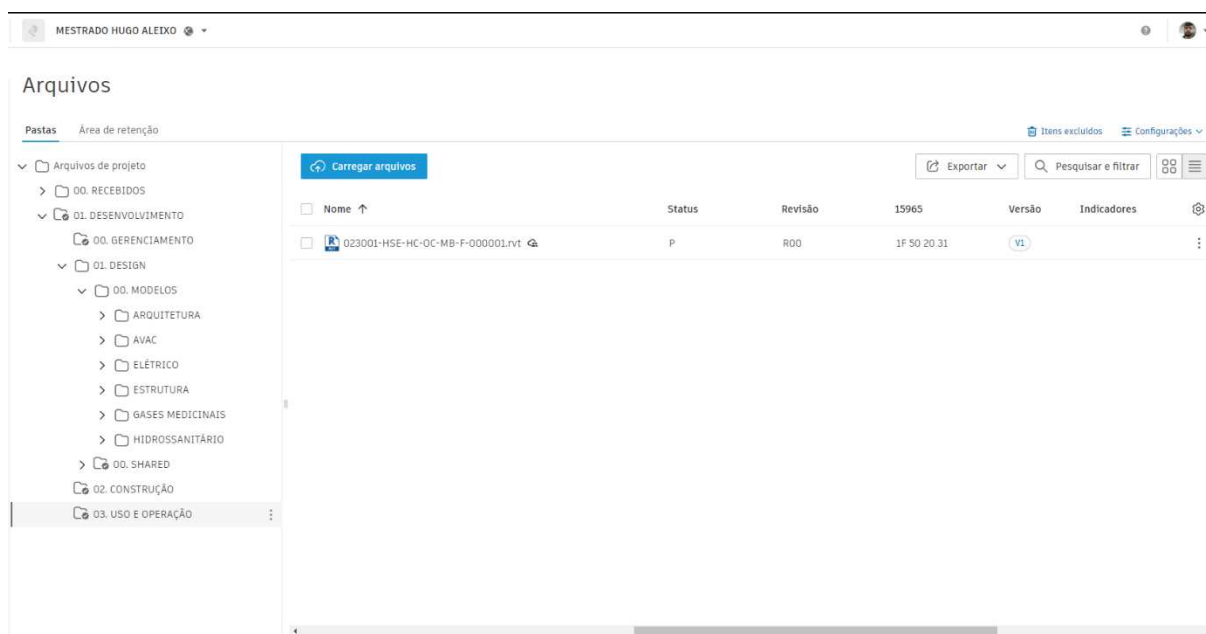 MESTRADO HUGO ALEIXO
Arquivos
Pastas Área de retenção
Itens excluídos Configurações
Arquivos de projeto
00. RECEBIDOS
01. DESENVOLVIMENTO
00. GERENCIAMENTO
01. DESIGN
00. MODELOS
ARQUITETURA
AVAC
ELÉTRICO
ESTRUTURA
GASES MEDICINAIS
HIDROSSANITÁRIO
00. SHARED
02. CONSTRUÇÃO
03. USO E OPERAÇÃO
Carregar arquivos Exportar Pesquisar e filtrar
Nome Status Revisão 15965 Versão Indicadores
023001-HSE-HC-OC-MB-F-000001.rvt P R00 1F 50 20.31 V1